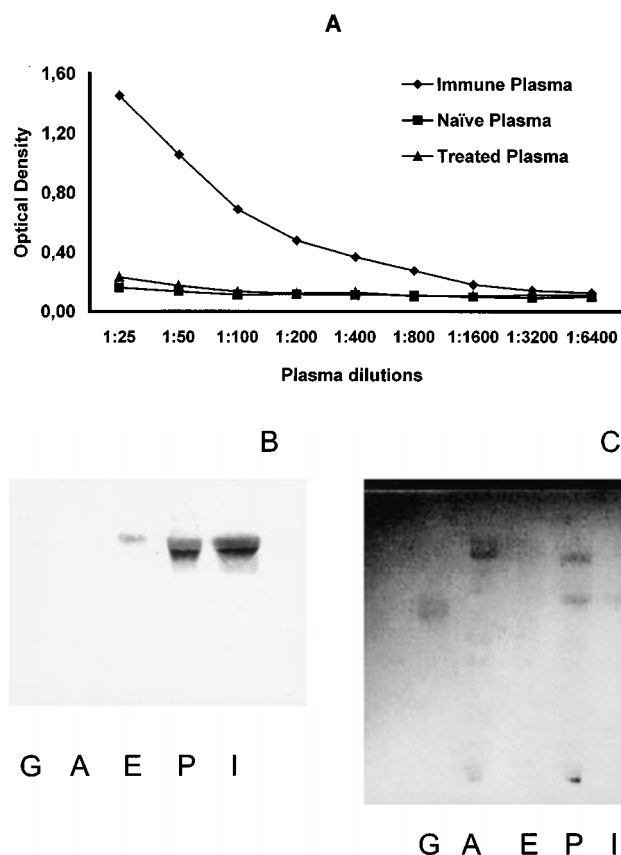 A
1,60
1,20
0,80
0,40
0,00
Optical Density
Immune Plasma
Naïve Plasma
Treated Plasma
1:25 1:50 1:100 1:200 1:400 1:800 1:1600 1:3200 1:6400
Plasma dilutions
B
G A E P I
C
G A E P I